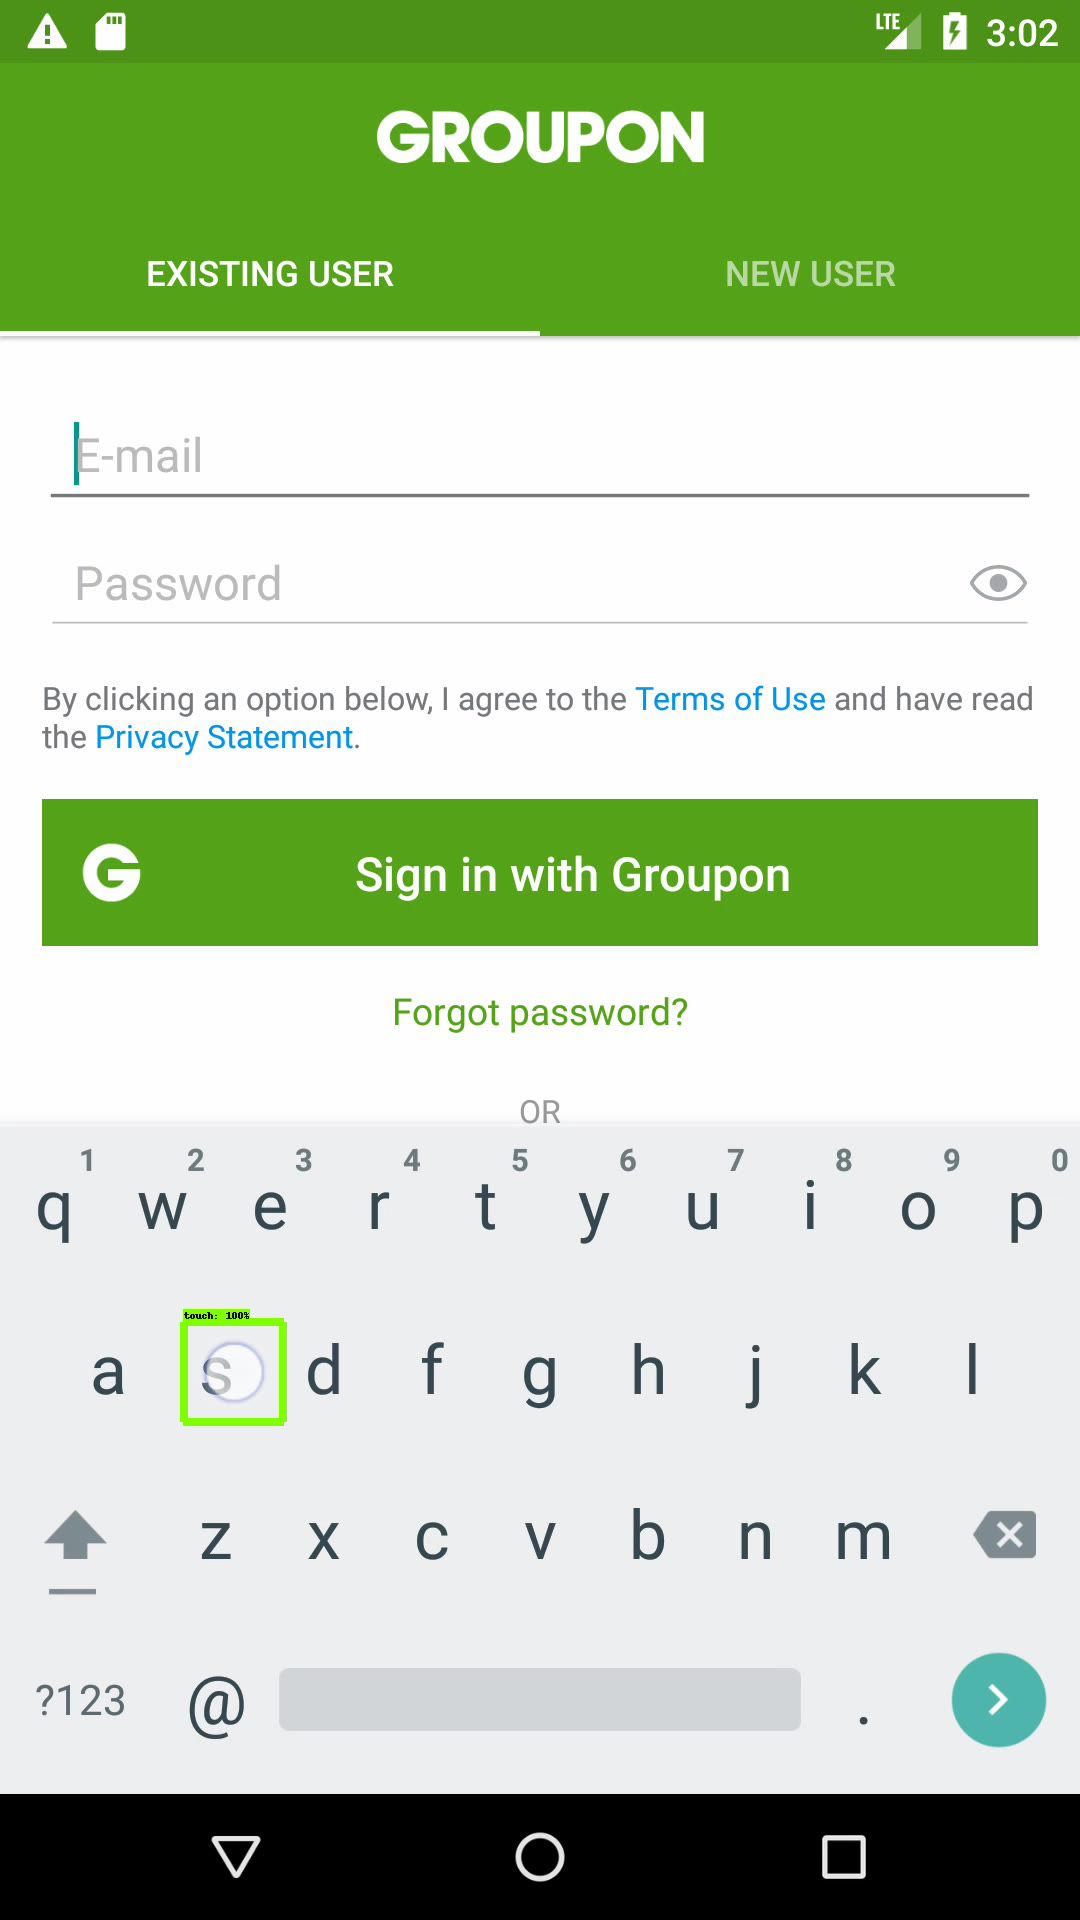 LTE 3:02
GROUPON
EXISTING USER NEW USER
E-mail
Password
By clicking an option below, I agree to the Terms of Use and have read
the Privacy Statement.
G Sign in with Groupon
Forgot password?
OR
1 2 3 4 5 6 7 8 9 0
q w e r t y u i o p
touch: 100%
a s d f g h j k l
z x c v b n m
?123 @ .